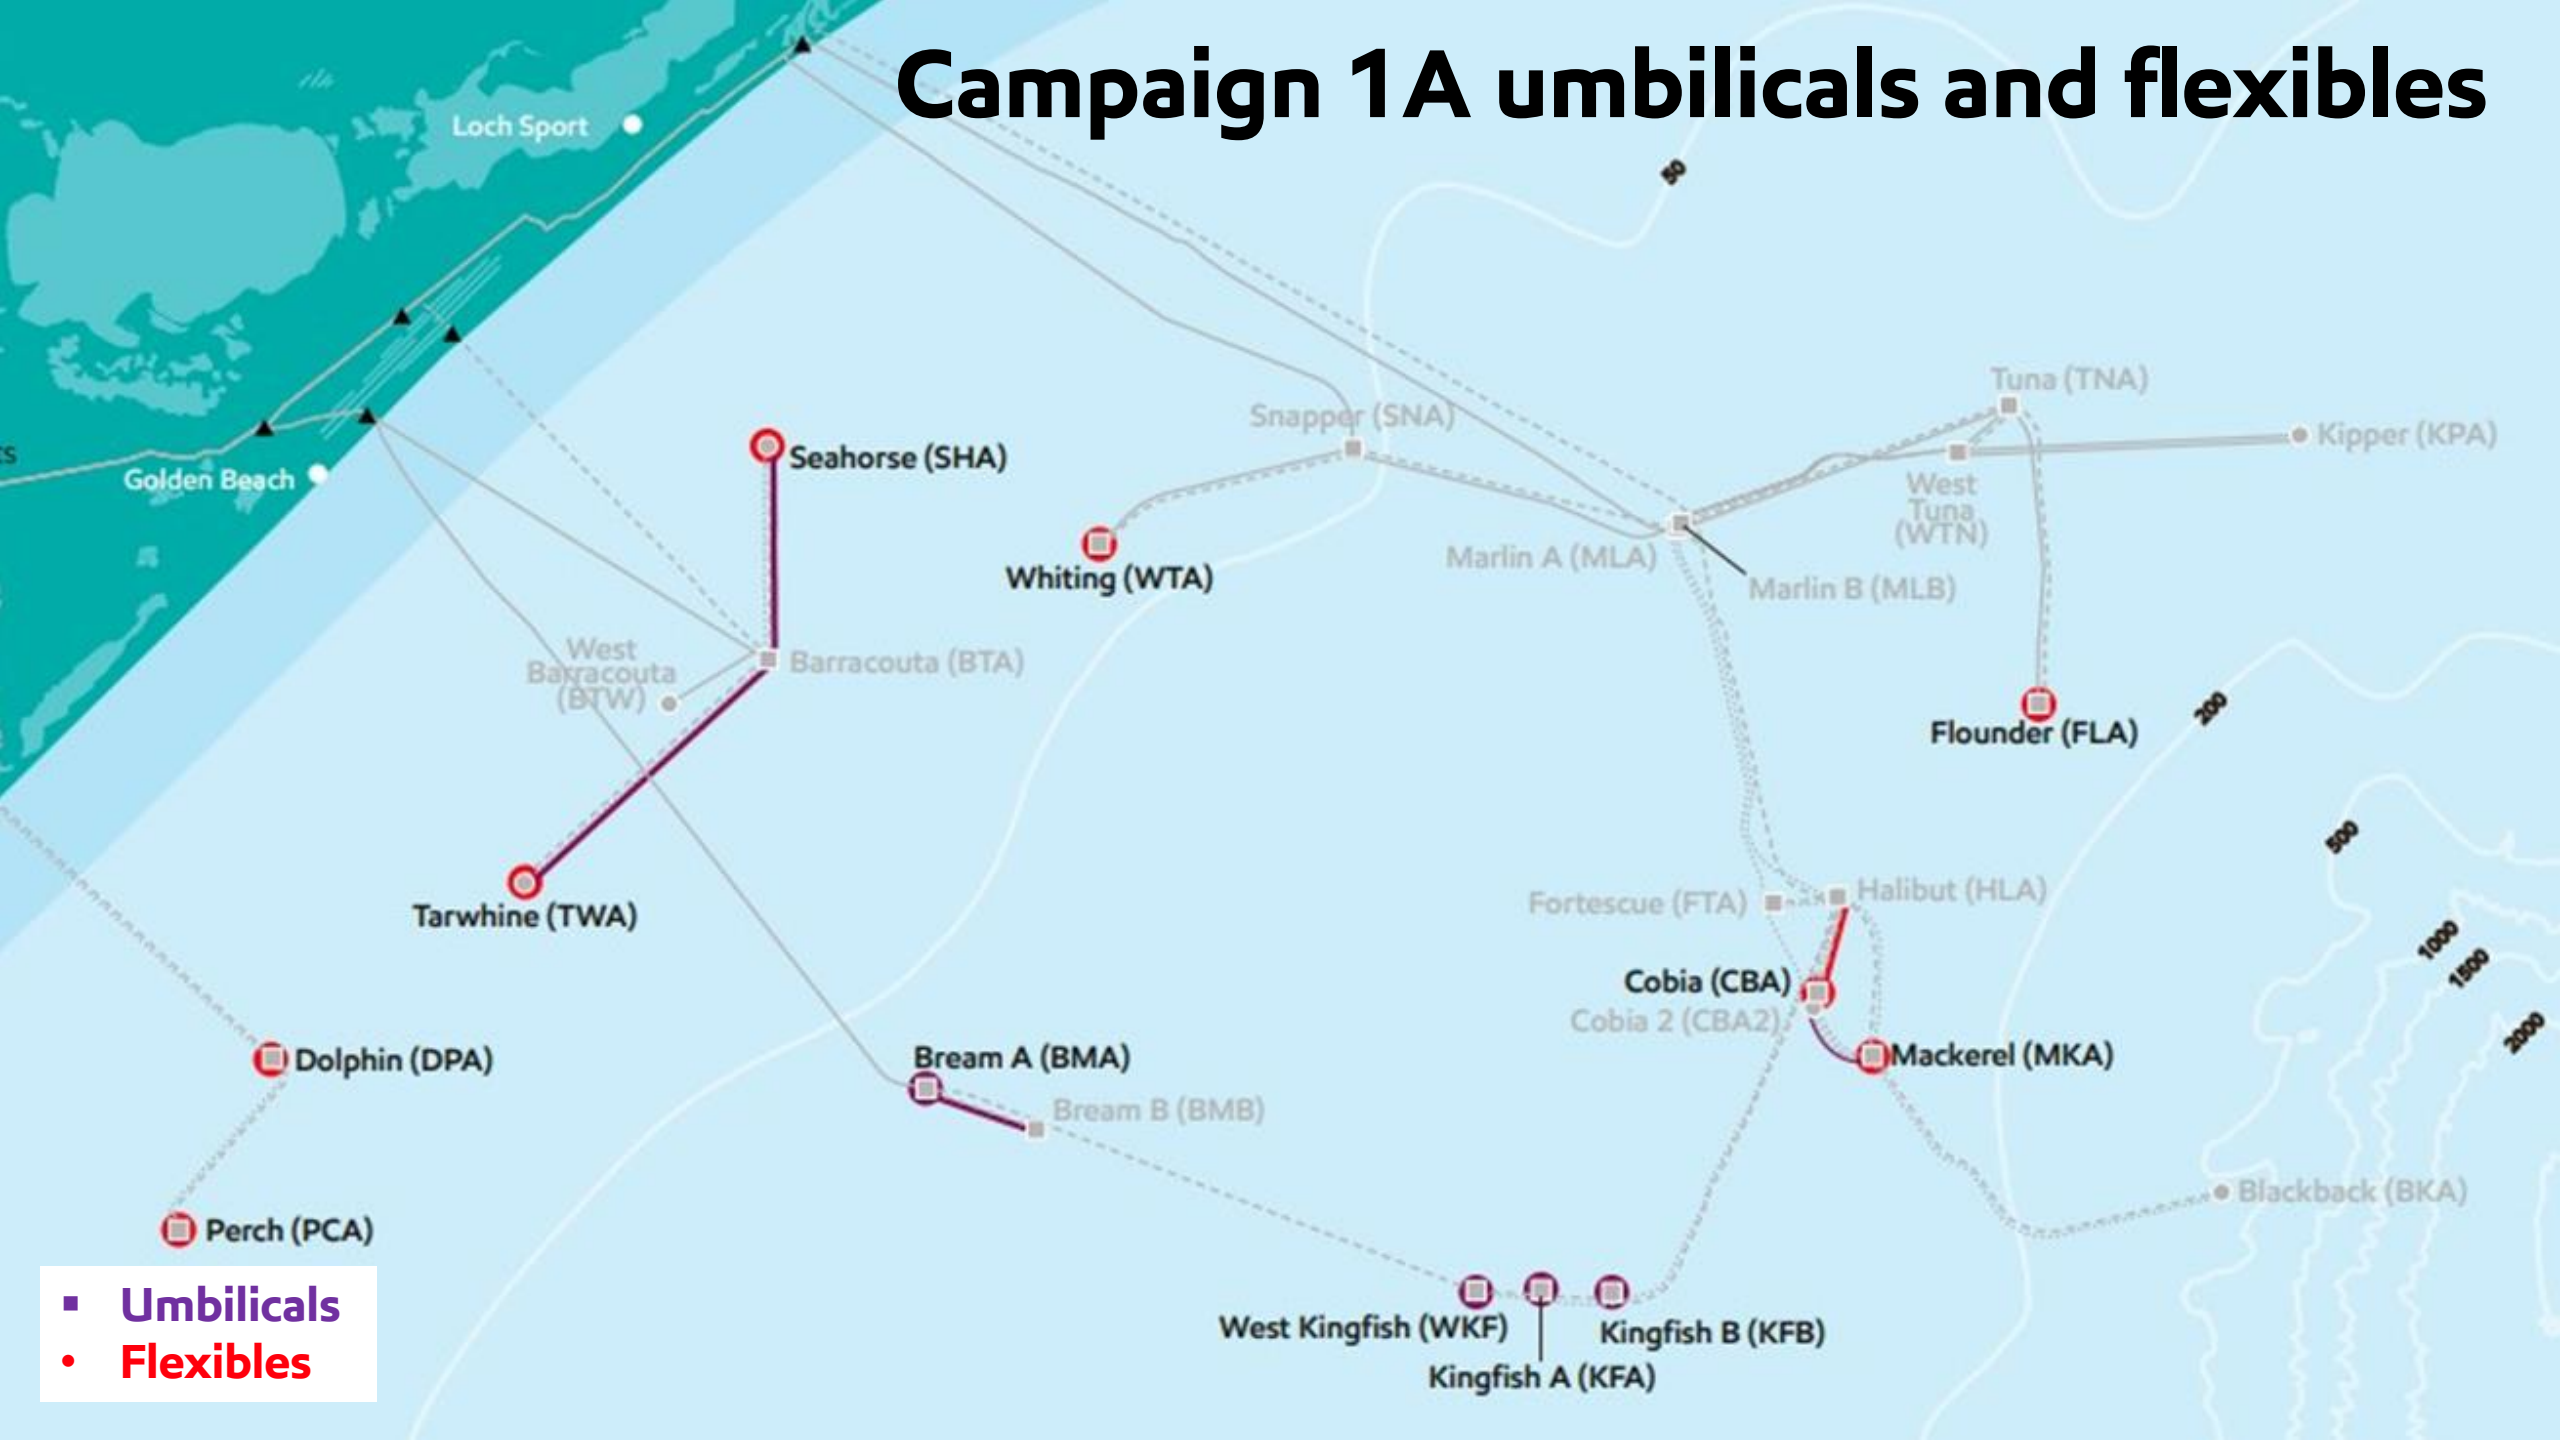 Campaign 1A umbilicals and flexibles
Loch Sport
50
Tuna (TNA)
Snapper (SNA)
Kipper (KPA)
Seahorse (SHA)
Golden Beach
West
Tuna
(WTN)
Whiting (WTA)
Marlin A (MLA)
Marlin B (MLB)
West
Barracouta
(BTW)
Barracouta (BTA)
200
Flounder (FLA)
500
Tarwhine (TWA)
Fortescue (FTA)
Halibut (HLA)
1000
1500
Cobia (CBA)
Cobia 2 (CBA2)
2000
Dolphin (DPA)
Bream A (BMA)
Mackerel (MKA)
Bream B (BMB)
Blackback (BKA)
Perch (PCA)
Umbilicals
Flexibles
West Kingfish (WKF)
Kingfish B (KFB)
Kingfish A (KFA)